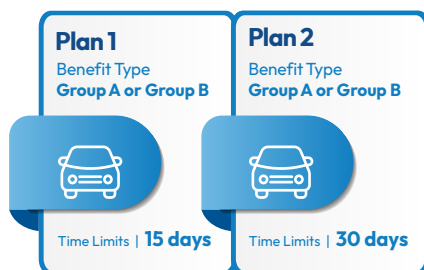 Plan 1
Benefit Type
Group A or Group B
Time Limits | 15 days
Plan 2
Benefit Type
Group A or Group B
Time Limits | 30 days